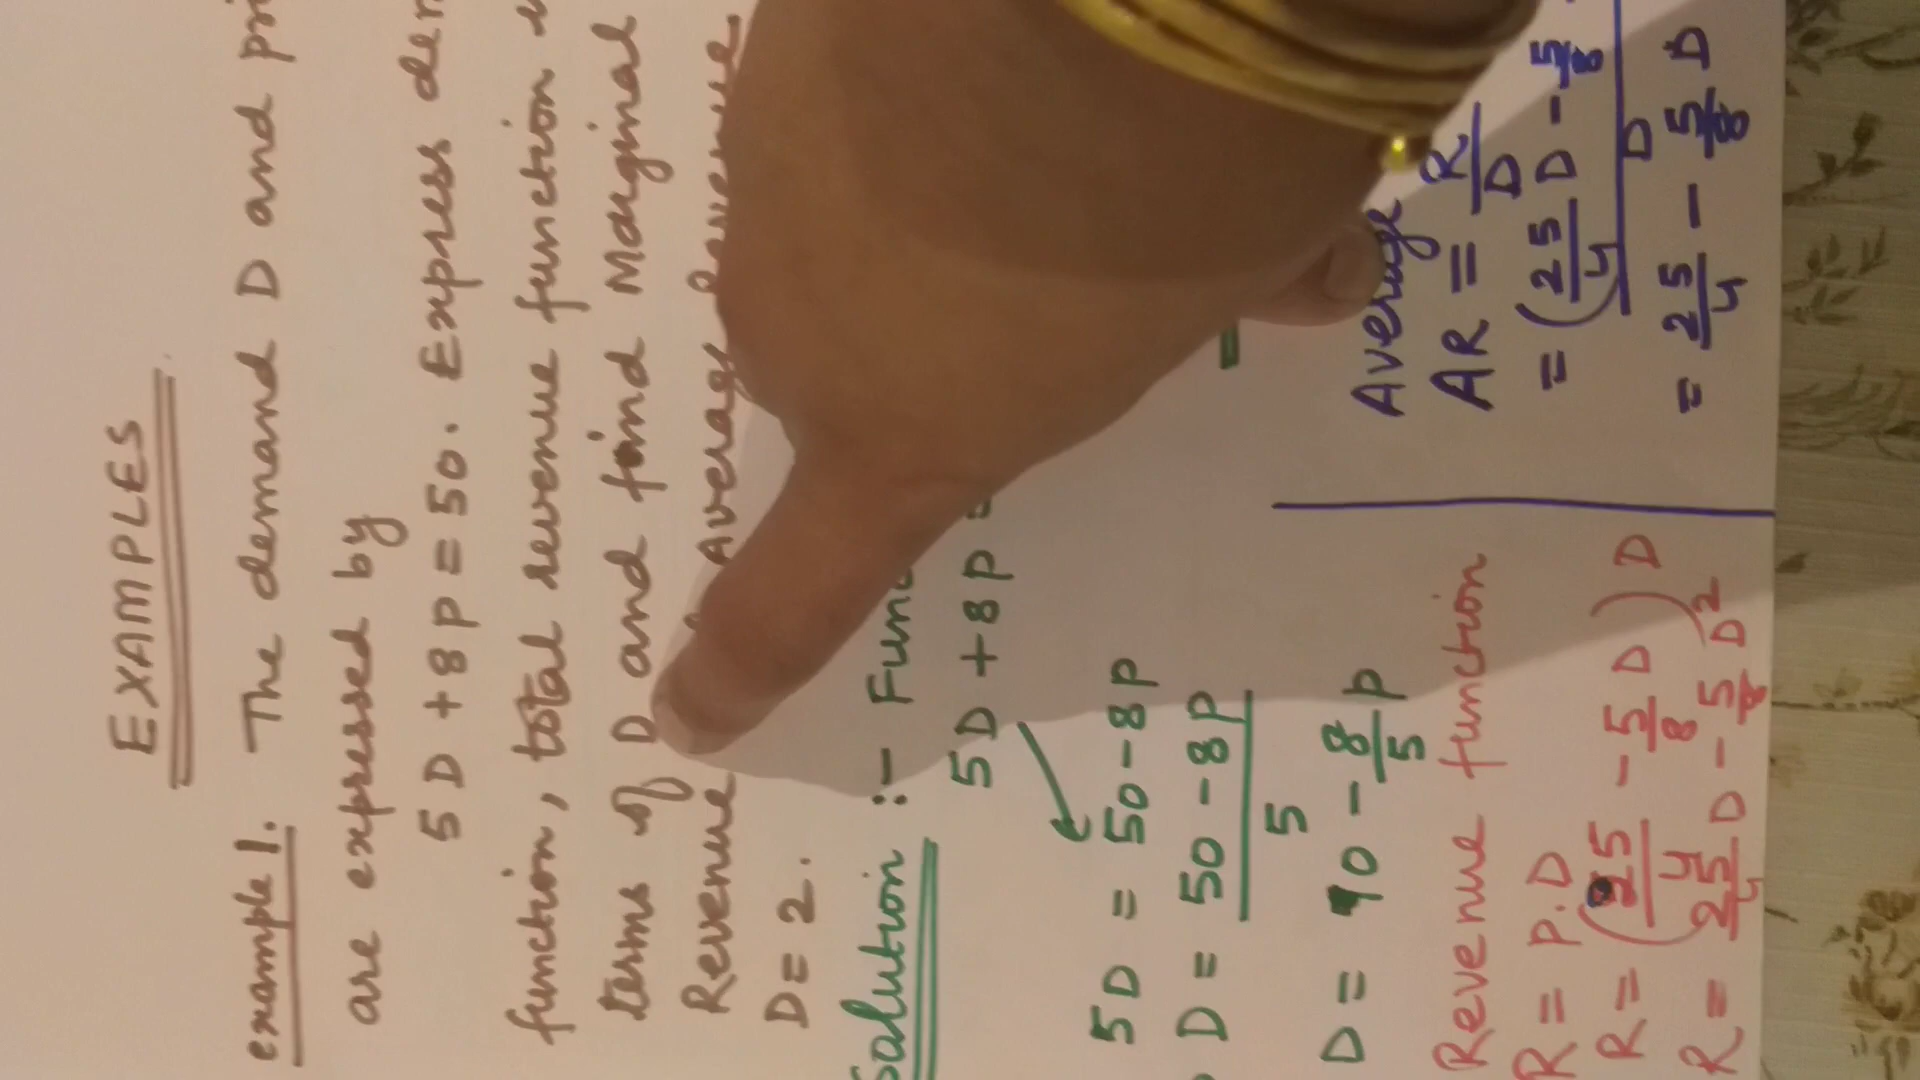 EXAMPLES
example 1. The demand D and
are expressed by
5D + 8P = 50. Express
function, total revenue function
terms of D and find Marginal
Revenue Average Revenue
D = 2.
Solution :-
5D + 8P =
5D = 50 - 8P
D = 50 - 8P
5
D = 10 - 8/5 P
Revenue function
R = P.D
R = (25/4 - 5/8 D) D
R = 25/4 D - 5/8 D²
Average
AR = R/D
= (25/4 D - 5/8
D
= 25/4 - 5/8 D